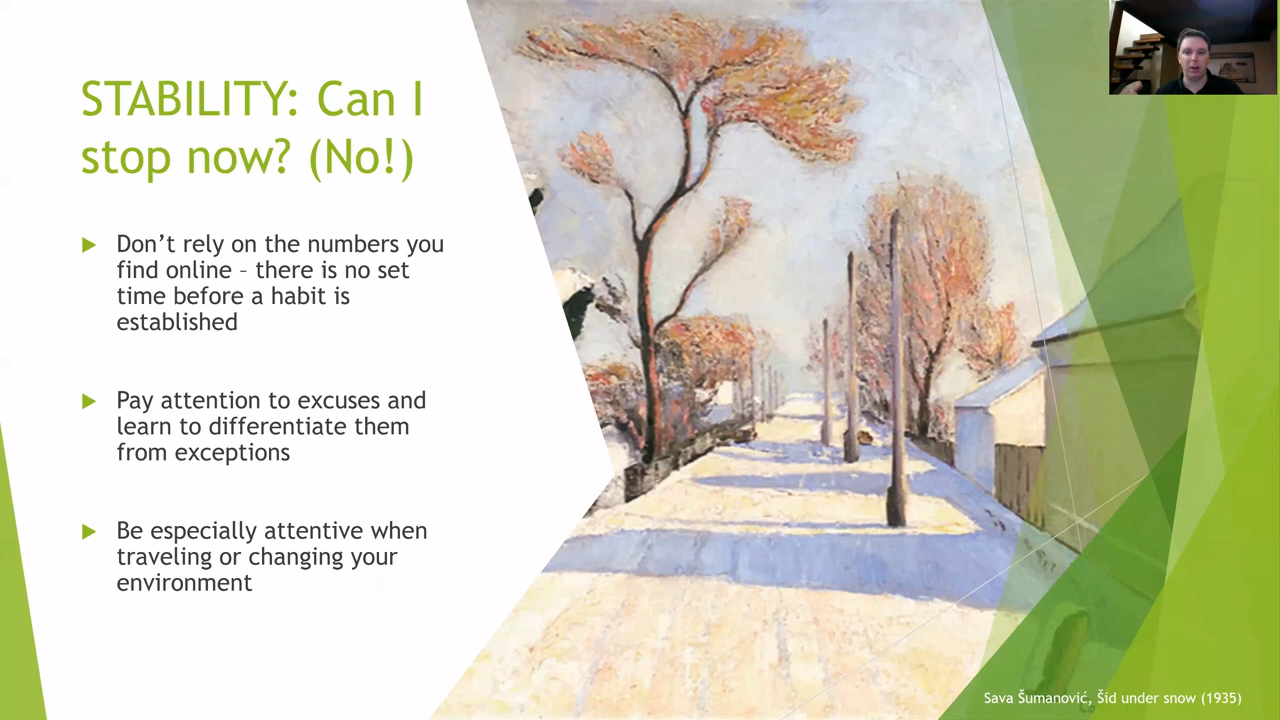 STABILITY: Can I
stop now? (No!)
Don’t rely on the numbers you
find online – there is no set
time before a habit is
established
Pay attention to excuses and
learn to differentiate them
from exceptions
Be especially attentive when
traveling or changing your
environment
Sava Šumanović, Šid under snow (1935)